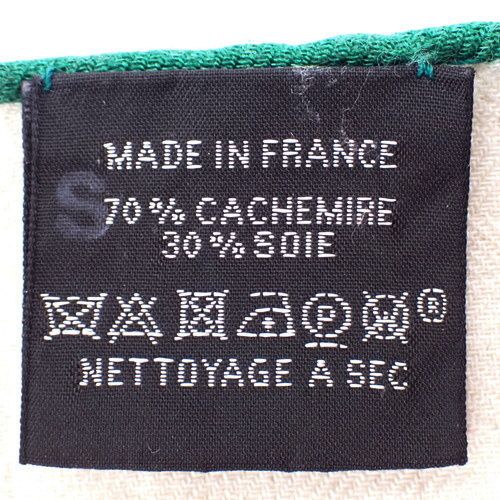 MADE IN FRANCE
S
70% CACHEMIRE
30% SOIE
P W ®
NETTOYAGE A SEC